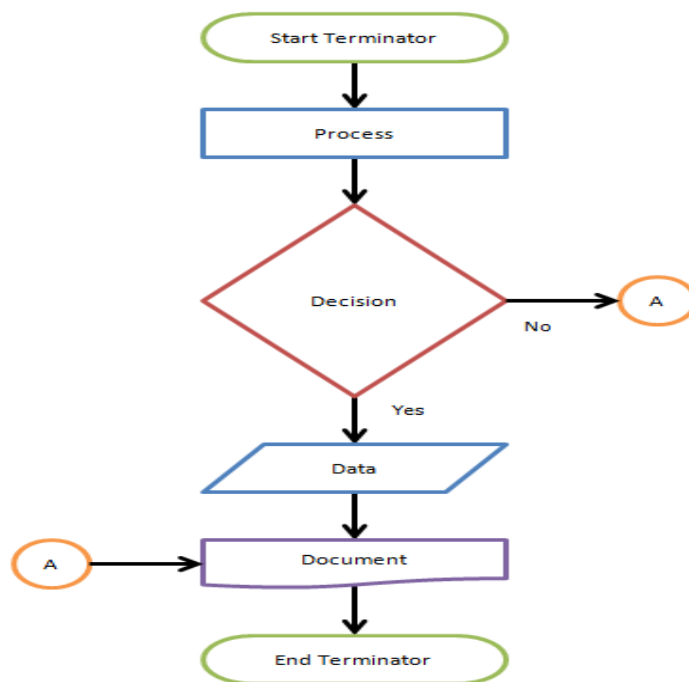 Start Terminator
Process
Decision
A
No
Yes
Data
A
Document
End Terminator